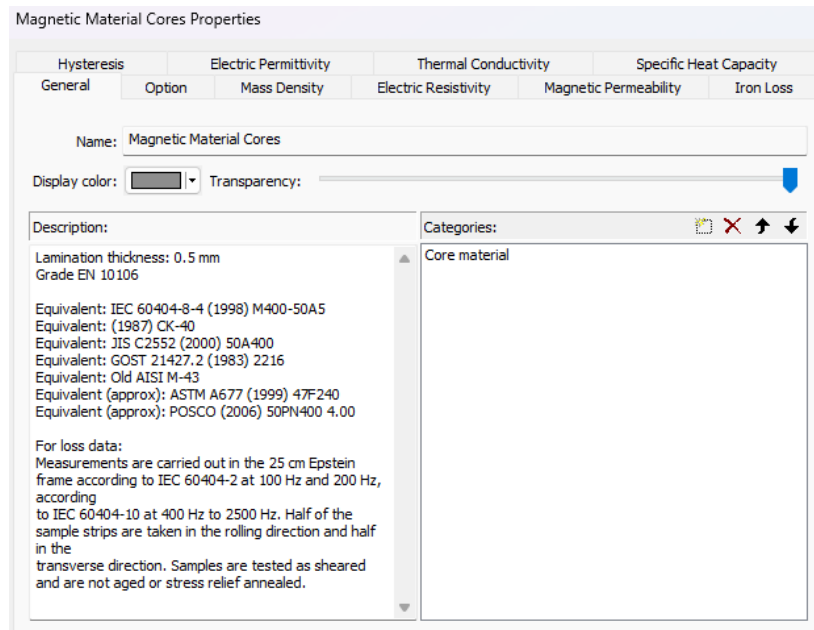 Magnetic Material Cores Properties
Hysteresis Electric Permittivity Thermal Conductivity Specific Heat Capacity
General Option Mass Density Electric Resistivity Magnetic Permeability Iron Loss
Name: Magnetic Material Cores
Display color: Transparency:
Description:
Lamination thickness: 0.5 mm
Grade EN 10106
Equivalent: IEC 60404-8-4 (1998) M400-50A5
Equivalent: (1987) CK-40
Equivalent: JIS C2552 (2000) 50A400
Equivalent: GOST 21427.2 (1983) 2216
Equivalent: Old AISI M-43
Equivalent (approx): ASTM A677 (1999) 47F240
Equivalent (approx): POSCO (2006) 50PN400 4.00
For loss data:
Measurements are carried out in the 25 cm Epstein
frame according to IEC 60404-2 at 100 Hz and 200 Hz,
according
to IEC 60404-10 at 400 Hz to 2500 Hz. Half of the
sample strips are taken in the rolling direction and half
in the
transverse direction. Samples are tested as sheared
and are not aged or stress relief annealed.
Categories:
Core material